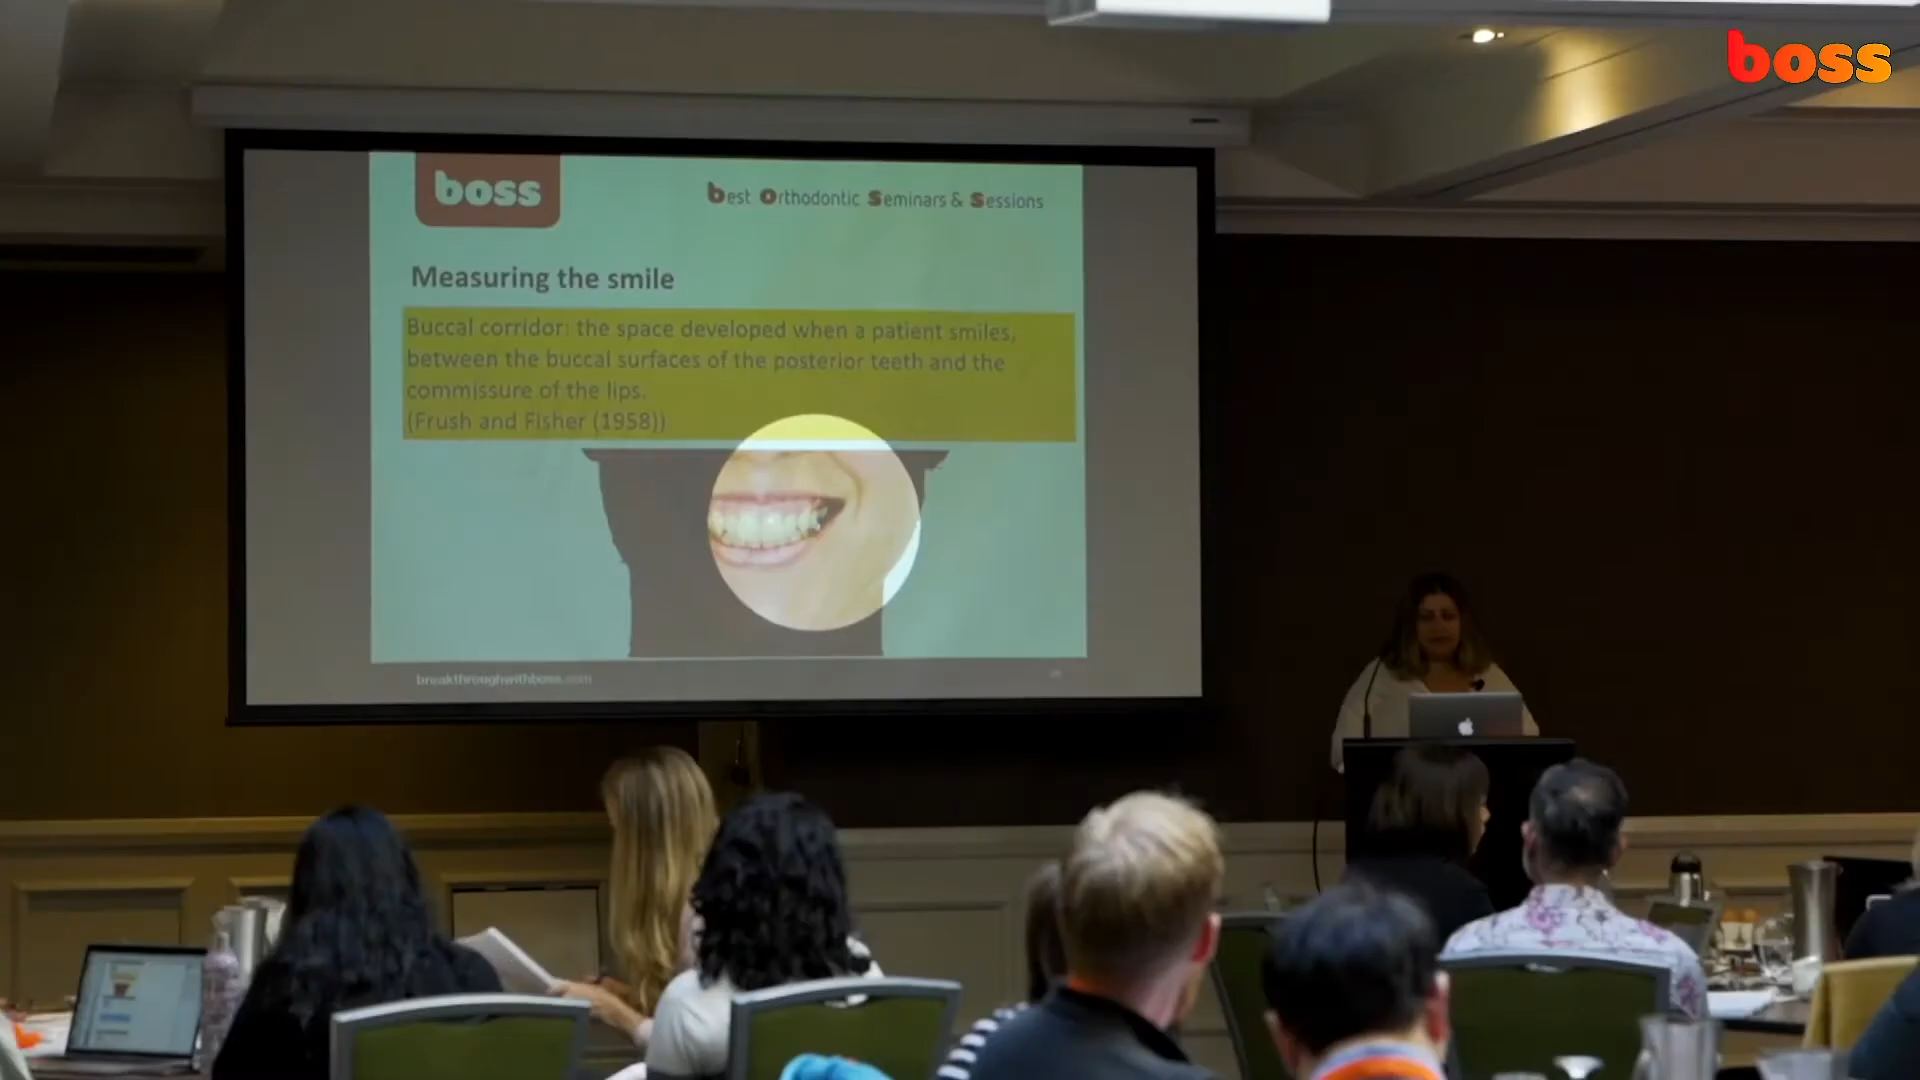 boss
boss
best orthodontic Seminars & Sessions
Measuring the smile
Buccal corridor: the space developed when a patient smiles,
between the buccal surfaces of the posterior teeth and the
commissure of the lips.
(Frush and Fisher (1958))
breakthroughwithboss.com